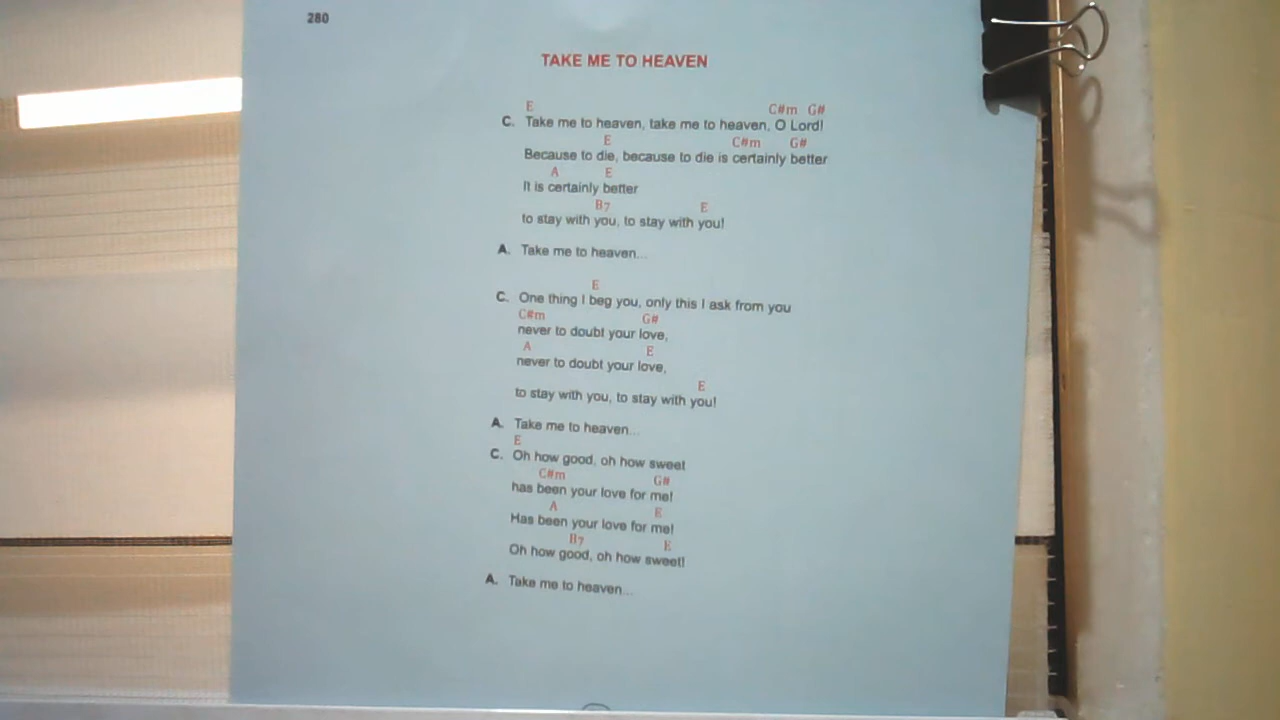 280
TAKE ME TO HEAVEN
E C#m G#
C. Take me to heaven, take me to heaven, O Lord!
E C#m G#
Because to die, because to die is certainly better
A E
It is certainly better
B7 E
to stay with you, to stay with you!
A. Take me to heaven...
E
C. One thing I beg you, only this I ask from you
C#m G#
never to doubt your love,
A E
never to doubt your love,
E
to stay with you, to stay with you!
A. Take me to heaven...
E
C. Oh how good, oh how sweet
C#m G#
has been your love for me!
A E
Has been your love for me!
B7 E
Oh how good, oh how sweet!
A. Take me to heaven...